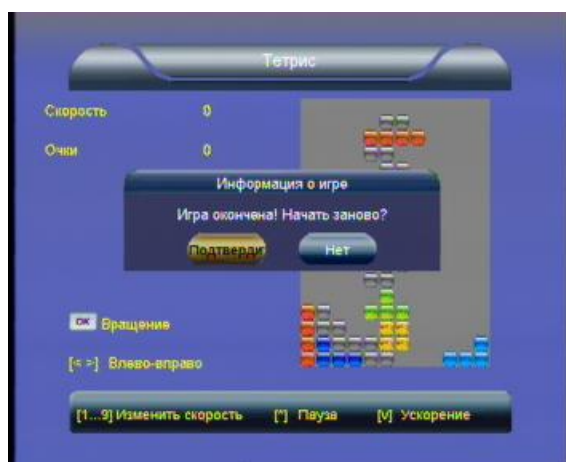 Тетрис
Скорость 0
Очки 0
Информация о игре
Игра окончена! Начать заново?
Подтверди Нет
OK Вращение
[< >] Влево-вправо
[1...9] Изменить скорость [*] Пауза [v] Ускорение